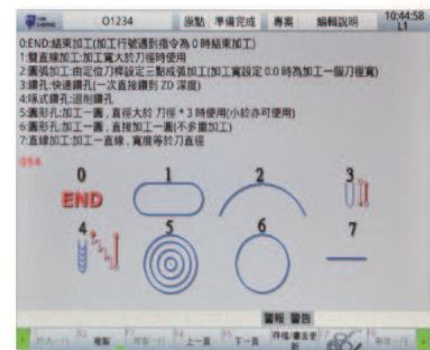 O1234 原點 準備完成 專案 編輯說明 10:44:58
L1
0:END:結束加工(加工行號遇到指令為 0 時結束加工)
1:雙直線加工:加工寬大於刀徑時使用
2:圓弧加工:由定位刀桿設定三點成弧加工(加工寬設定 0.0 時為加工一個刀徑寬)
3:鑽孔:快速鑽孔(一次直接鑽到 ZD 深度)
4:啄式鑽孔:退削鑽孔
5:圓形孔:加工一圓,直徑大於 刀徑 * 3 時使用(小於亦可使用)
6:圓形孔:加工一圓,直接加工一圓(不多重加工)
7:直線加工:加工一直線,寬度等於刀直徑
0 1 2 3
END
4 5 6 7
警報 警告
複製 上一頁 下一頁